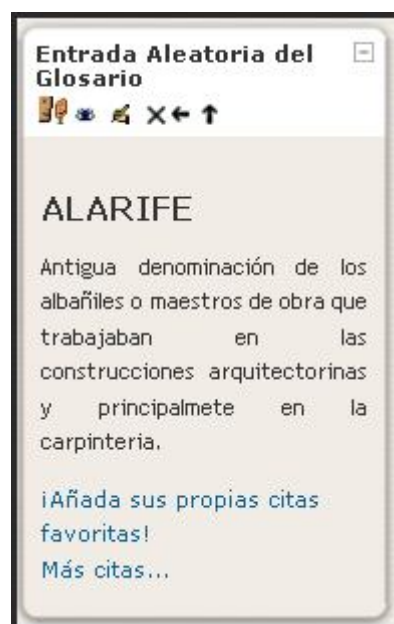 Entrada Aleatoria del
Glosario
ALARIFE
Antigua denominación de los
albañiles o maestros de obra que
trabajaban en las
construcciones arquitectorinas
y principalmete en la
carpinteria.
¡Añada sus propias citas
favoritas!
Más citas...